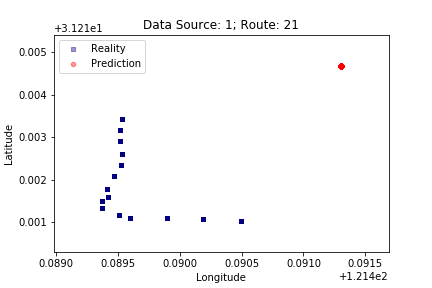 Data Source: 1; Route: 21
+3.121e1
Reality
Prediction
0.005
0.004
0.003
0.002
0.001
Latitude
0.0890 0.0895 0.0900 0.0905 0.0910 0.0915
Longitude
+1.214e2